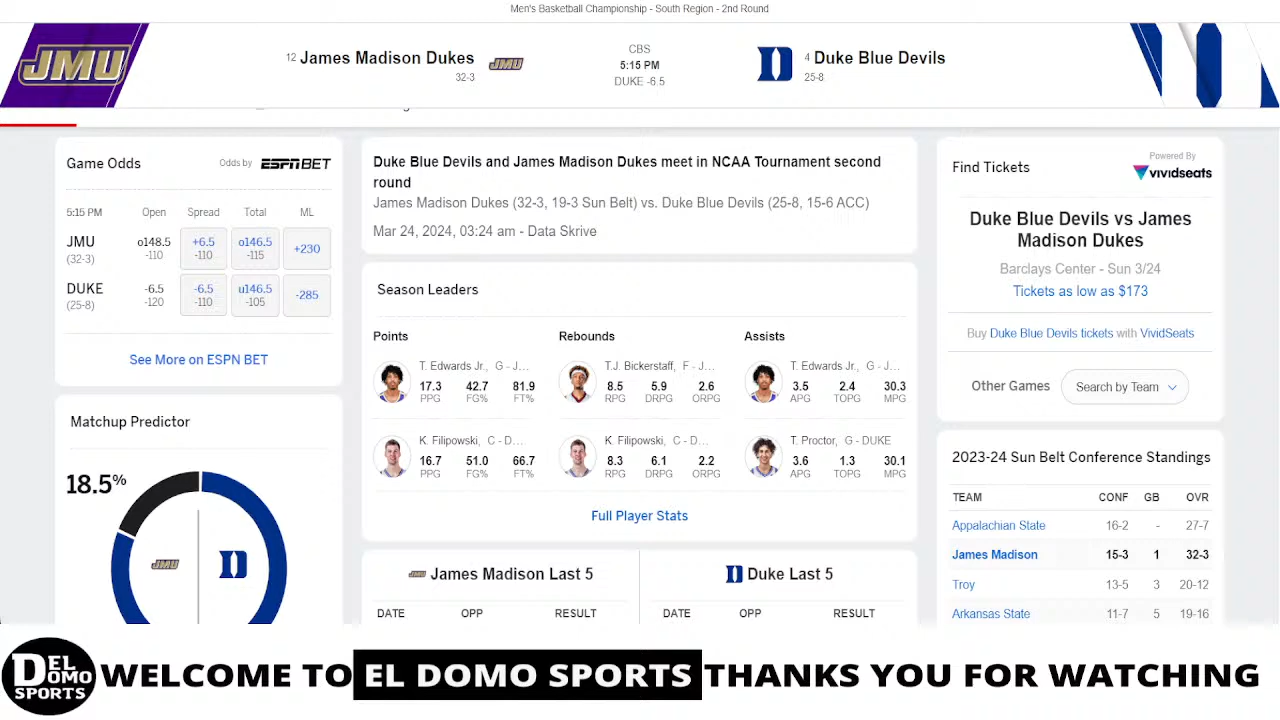 Men's Basketball Championship - South Region - 2nd Round
JMU
12 James Madison Dukes JMU
32-3
CBS
5:15 PM
DUKE -6.5
4 Duke Blue Devils
25-8
Game Odds
Odds by ESPN BET
5:15 PM Open Spread Total ML
JMU o148.5 +6.5 o146.5 +230
(32-3) -110 -110 -115
DUKE -6.5 -6.5 u146.5 -285
(25-8) -120 -110 -105
See More on ESPN BET
Matchup Predictor
18.5%
JMU
Duke Blue Devils and James Madison Dukes meet in NCAA Tournament second
round
James Madison Dukes (32-3, 19-3 Sun Belt) vs. Duke Blue Devils (25-8, 15-6 ACC)
Mar 24, 2024, 03:24 am - Data Skrive
Season Leaders
Points Rebounds Assists
T. Edwards Jr., G - J... T.J. Bickerstaff, F - J... T. Edwards Jr., G - J...
17.3 42.7 81.9 8.5 5.9 2.6 3.5 2.4 30.3
PPG FG% FT% RPG DRPG ORPG APG TOPG MPG
K. Filipowski, C - D... K. Filipowski, C - D... T. Proctor, G - DUKE
16.7 51.0 66.7 8.3 6.1 2.2 3.6 1.3 30.1
PPG FG% FT% RPG DRPG ORPG APG TOPG MPG
Full Player Stats
JMU James Madison Last 5
DATE OPP RESULT
D Duke Last 5
DATE OPP RESULT
Find Tickets
Powered By
vividseats
Duke Blue Devils vs James
Madison Dukes
Barclays Center - Sun 3/24
Tickets as low as $173
Buy Duke Blue Devils tickets with VividSeats
Other Games Search by Team
2023-24 Sun Belt Conference Standings
TEAM CONF GB OVR
Appalachian State 16-2 - 27-7
James Madison 15-3 1 32-3
Troy 13-5 3 20-12
Arkansas State 11-7 5 19-16
DEL DOMO SPORTS
WELCOME TO EL DOMO SPORTS THANKS YOU FOR WATCHING